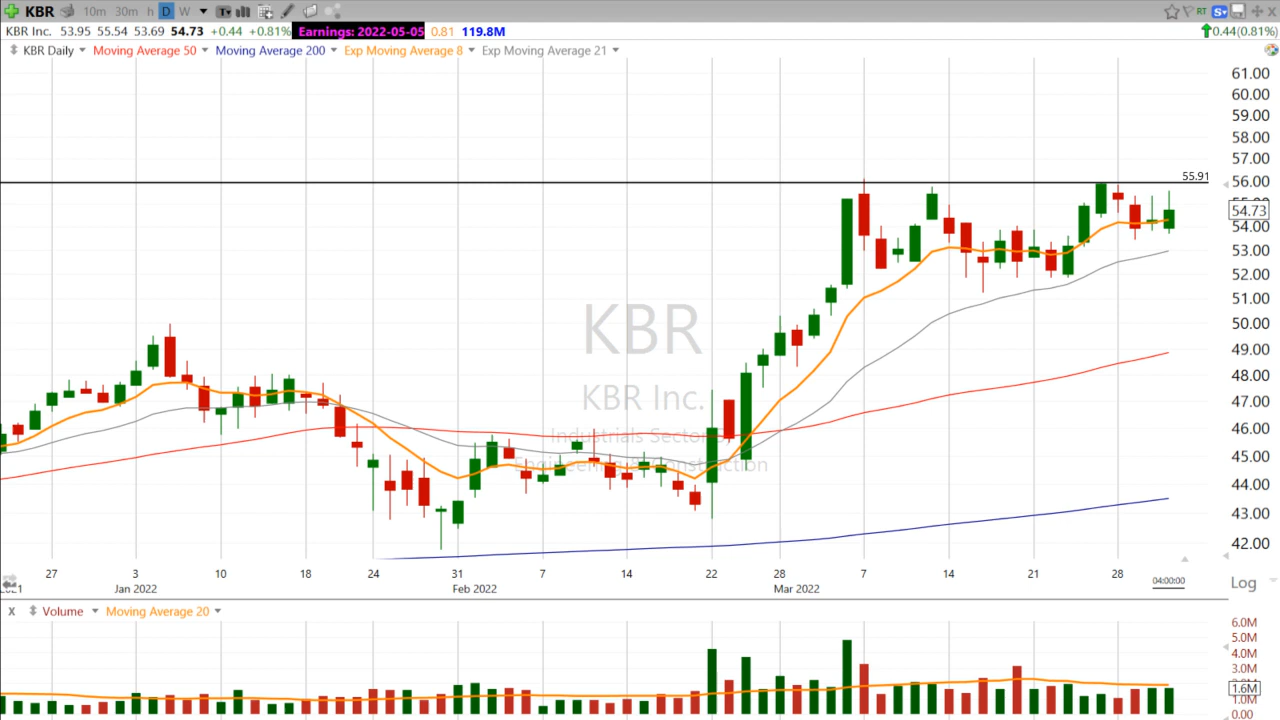 KBR 10m 30m h D W T RT S
KBR Inc. 53.95 55.54 53.69 54.73 +0.44 +0.81% Earnings: 2022-05-05 0.81 119.8M 0.44(0.81%)
KBR Daily Moving Average 50 Moving Average 200 Exp Moving Average 8 Exp Moving Average 21
61.00
60.00
59.00
58.00
57.00
55.91
56.00
54.73
54.00
53.00
52.00
51.00
50.00
49.00
48.00
47.00
46.00
45.00
44.00
43.00
42.00
KBR
KBR Inc.
Industrials Sector
Engineering & Construction
27 3 10 18 24 31 7 14 22 28 7 14 21 28 04:00:00
2021 Jan 2022 Feb 2022 Mar 2022
Log
X Volume Moving Average 20
6.0M
5.0M
4.0M
3.0M
1.6M
1.0M
0.00